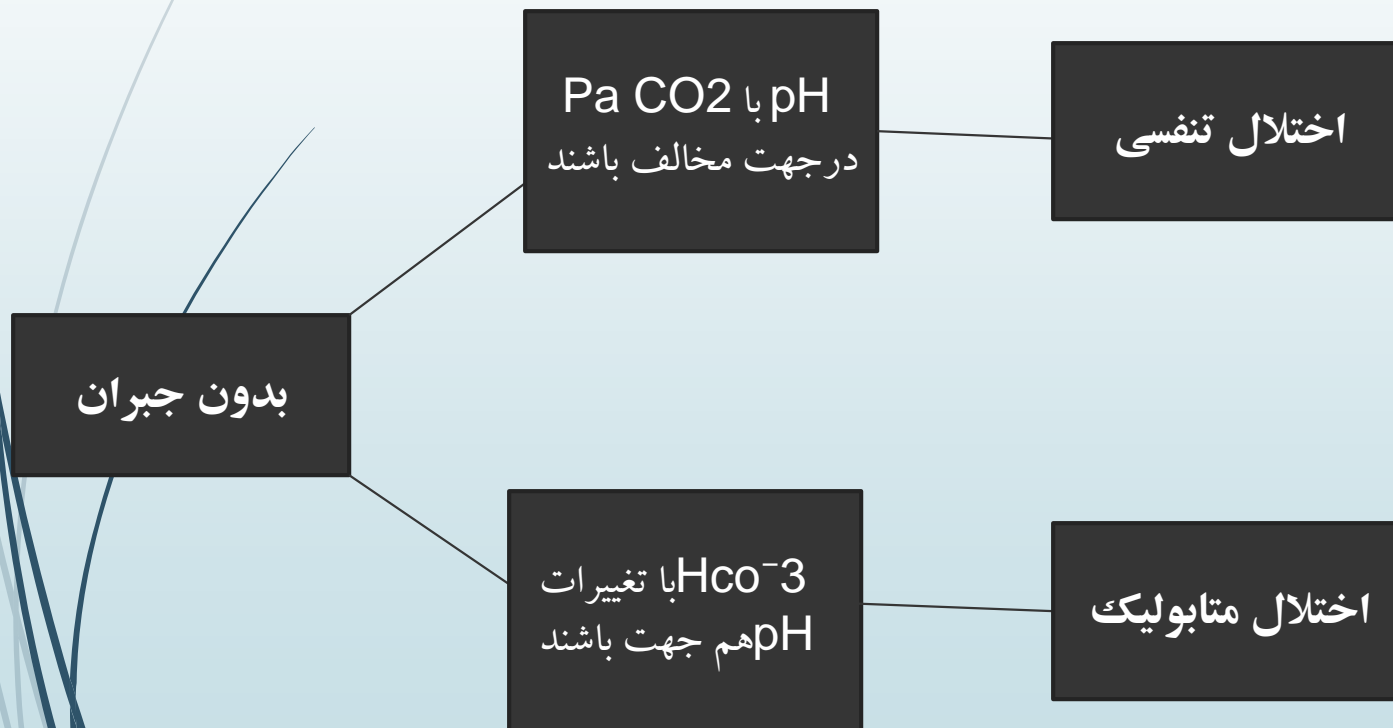 pH با Pa CO2
درجهت مخالف باشند
اختلال تنفسی
بدون جبران
Hco⁻3با تغییرات
pHهم جهت باشند
اختلال متابولیک